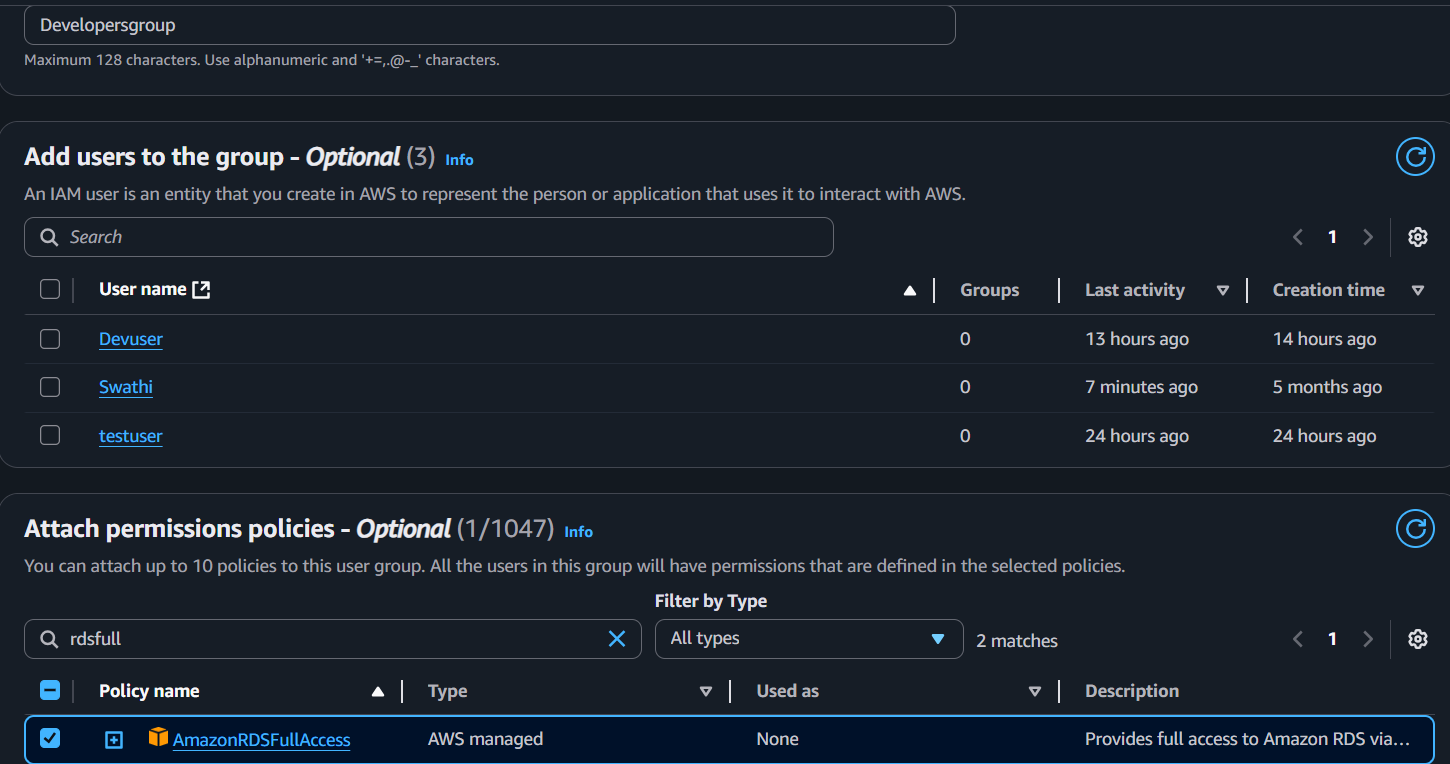 Developersgroup
Maximum 128 characters. Use alphanumeric and '+=,.@-_' characters.
Add users to the group - Optional (3) Info
An IAM user is an entity that you create in AWS to represent the person or application that uses it to interact with AWS.
Search
1
User name Groups Last activity Creation time
Devuser 0 13 hours ago 14 hours ago
Swathi 0 7 minutes ago 5 months ago
testuser 0 24 hours ago 24 hours ago
Attach permissions policies - Optional (1/1047) Info
You can attach up to 10 policies to this user group. All the users in this group will have permissions that are defined in the selected policies.
Filter by Type
rdsfull All types 2 matches 1
Policy name Type Used as Description
AmazonRDSFullAccess AWS managed None Provides full access to Amazon RDS via…